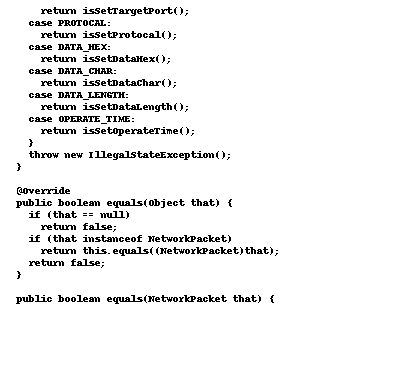 return isSetTargetPort();
case PROTOCAL:
return isSetProtocal();
case DATA_HEX:
return isSetDataHex();
case DATA_CHAR:
return isSetDataChar();
case DATA_LENGTH:
return isSetDataLength();
case OPERATE_TIME:
return isSetOperateTime();
}
throw new IllegalStateException();
}
@Override
public boolean equals(Object that) {
if (that == null)
return false;
if (that instanceof NetworkPacket)
return this.equals((NetworkPacket)that);
return false;
}
public boolean equals(NetworkPacket that) {